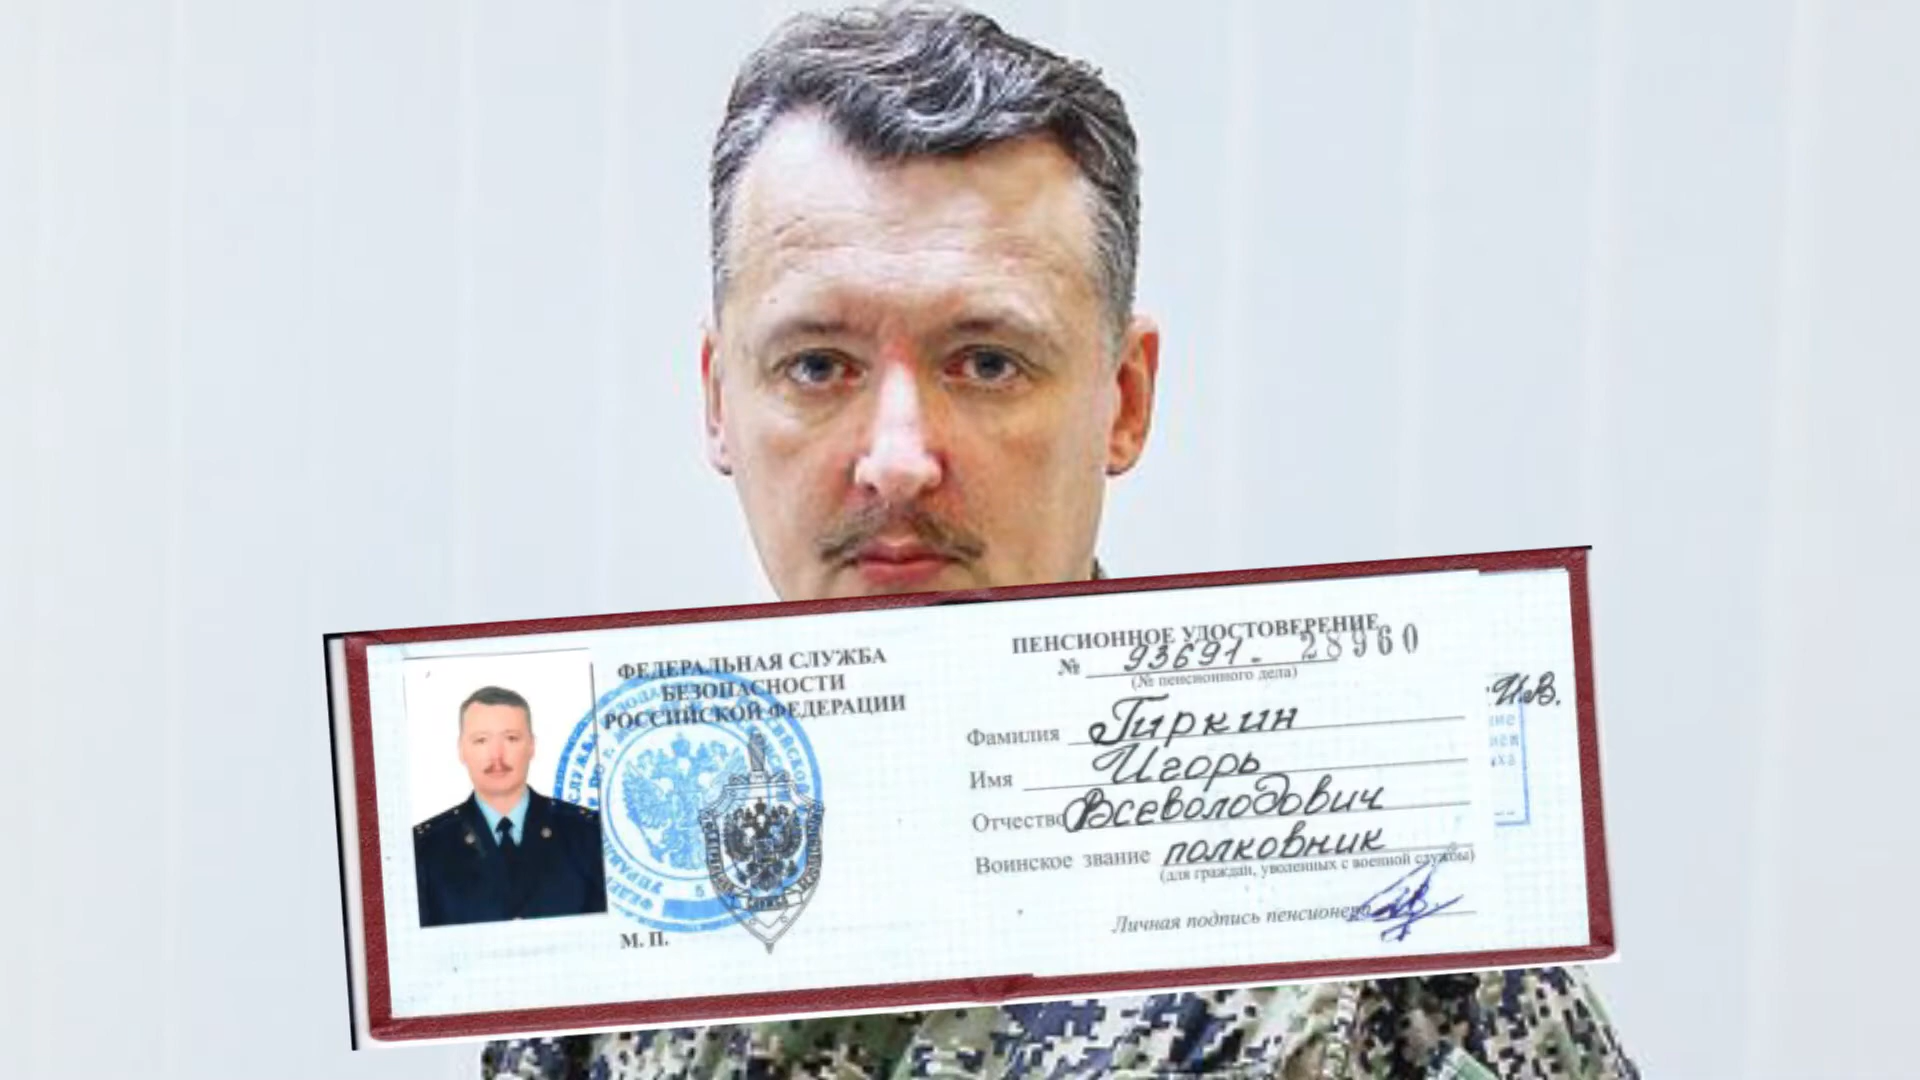 ФЕДЕРАЛЬНАЯ СЛУЖБА
БЕЗОПАСНОСТИ
РОССИЙСКОЙ ФЕДЕРАЦИИ
М. П.
ПЕНСИОННОЕ УДОСТОВЕРЕНИЕ
№ 93691. 28960
(№ пенсионного дела)
Фамилия Гиркин
Имя Игорь
Отчество Всеволодович
Воинское звание полковник
(для граждан, уволенных с военной службы)
Личная подпись пенсионера
И.В.